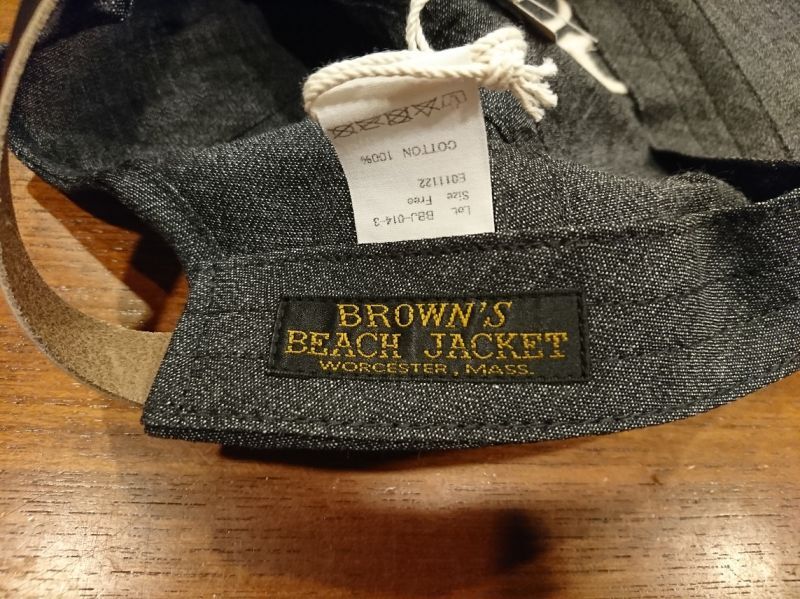 BROWN'S
BEACH JACKET
WORCESTER, MASS.
Lot. BBJ-014-3
Size Free
E011122
COTTON 100%